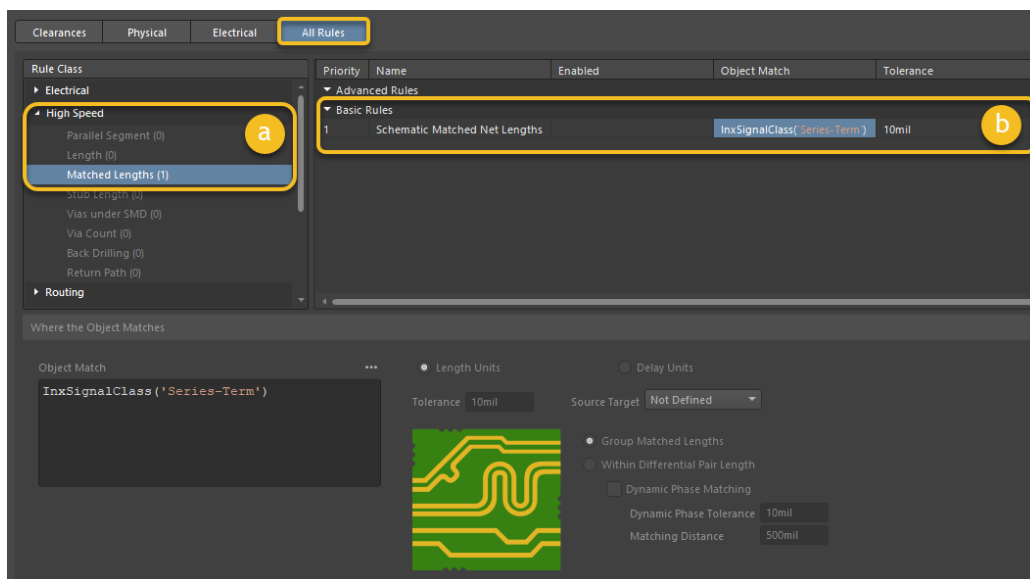 Clearances Physical Electrical All Rules
Rule Class
Electrical
High Speed
Parallel Segment (0)
Length (0)
Matched Lengths (1)
Stub Length (0)
Vias under SMD (0)
Via Count (0)
Back Drilling (0)
Return Path (0)
Routing
a
Priority Name Enabled Object Match Tolerance
Advanced Rules
Basic Rules
1 Schematic Matched Net Lengths InxSignalClass('Series-Term') 10mil
b
Where the Object Matches
Object Match ...
InxSignalClass('Series-Term')
Length Units Delay Units
Tolerance 10mil Source Target Not Defined
Group Matched Lengths
Within Differential Pair Length
Dynamic Phase Matching
Dynamic Phase Tolerance 10mil
Matching Distance 500mil